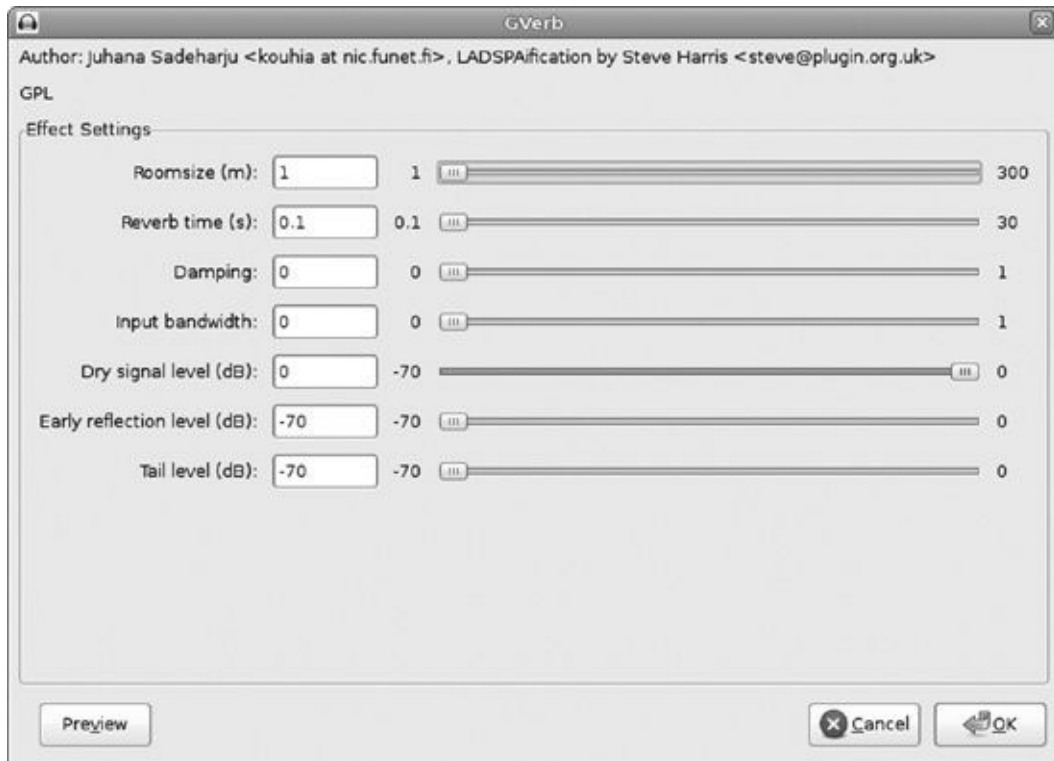 GVerb
Author: Juhana Sadeharju <kouhia at nic.funet.fi>, LADSPAification by Steve Harris <steve@plugin.org.uk>
GPL
Effect Settings
Roomsize (m): 1 1 300
Reverb time (s): 0.1 0.1 30
Damping: 0 0 1
Input bandwidth: 0 0 1
Dry signal level (dB): 0 -70 0
Early reflection level (dB): -70 -70 0
Tail level (dB): -70 -70 0
Preview Cancel OK